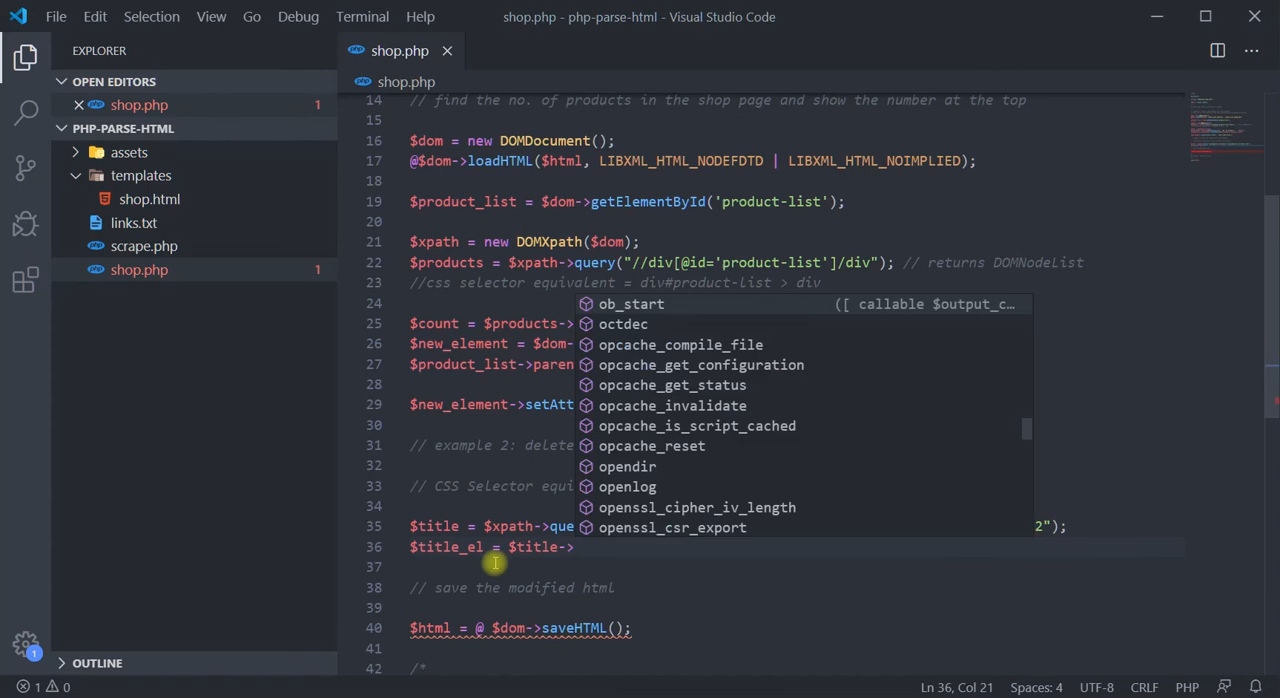 File Edit Selection View Go Debug Terminal Help
shop.php - php-parse-html - Visual Studio Code
EXPLORER
OPEN EDITORS
shop.php 1
PHP-PARSE-HTML
assets
templates
shop.html
links.txt
scrape.php
shop.php 1
OUTLINE
shop.php
shop.php
14 // find the no. of products in the shop page and show the number at the top
15
16 $dom = new DOMDocument();
17 @$dom->loadHTML($html, LIBXML_HTML_NODEFDTD | LIBXML_HTML_NOIMPLIED);
18
19 $product_list = $dom->getElementById('product-list');
20
21 $xpath = new DOMXpath($dom);
22 $products = $xpath->query("//div[@id='product-list']/div"); // returns DOMNodeList
23 //css selector equivalent = div#product-list > div
24
25 $count = $products->
26 $new_element = $dom-
27 $product_list->paren
28
29 $new_element->setAtt
30
31 // example 2: delete
32
33 // CSS Selector equi
34
35 $title = $xpath->que 2");
36 $title_el = $title->
37
38 // save the modified html
39
40 $html = @ $dom->saveHTML();
41
42 /*
ob_start ([ callable $output_c…
octdec
opcache_compile_file
opcache_get_configuration
opcache_get_status
opcache_invalidate
opcache_is_script_cached
opcache_reset
opendir
openlog
openssl_cipher_iv_length
openssl_csr_export
1
1 0
Ln 36, Col 21 Spaces: 4 UTF-8 CRLF PHP